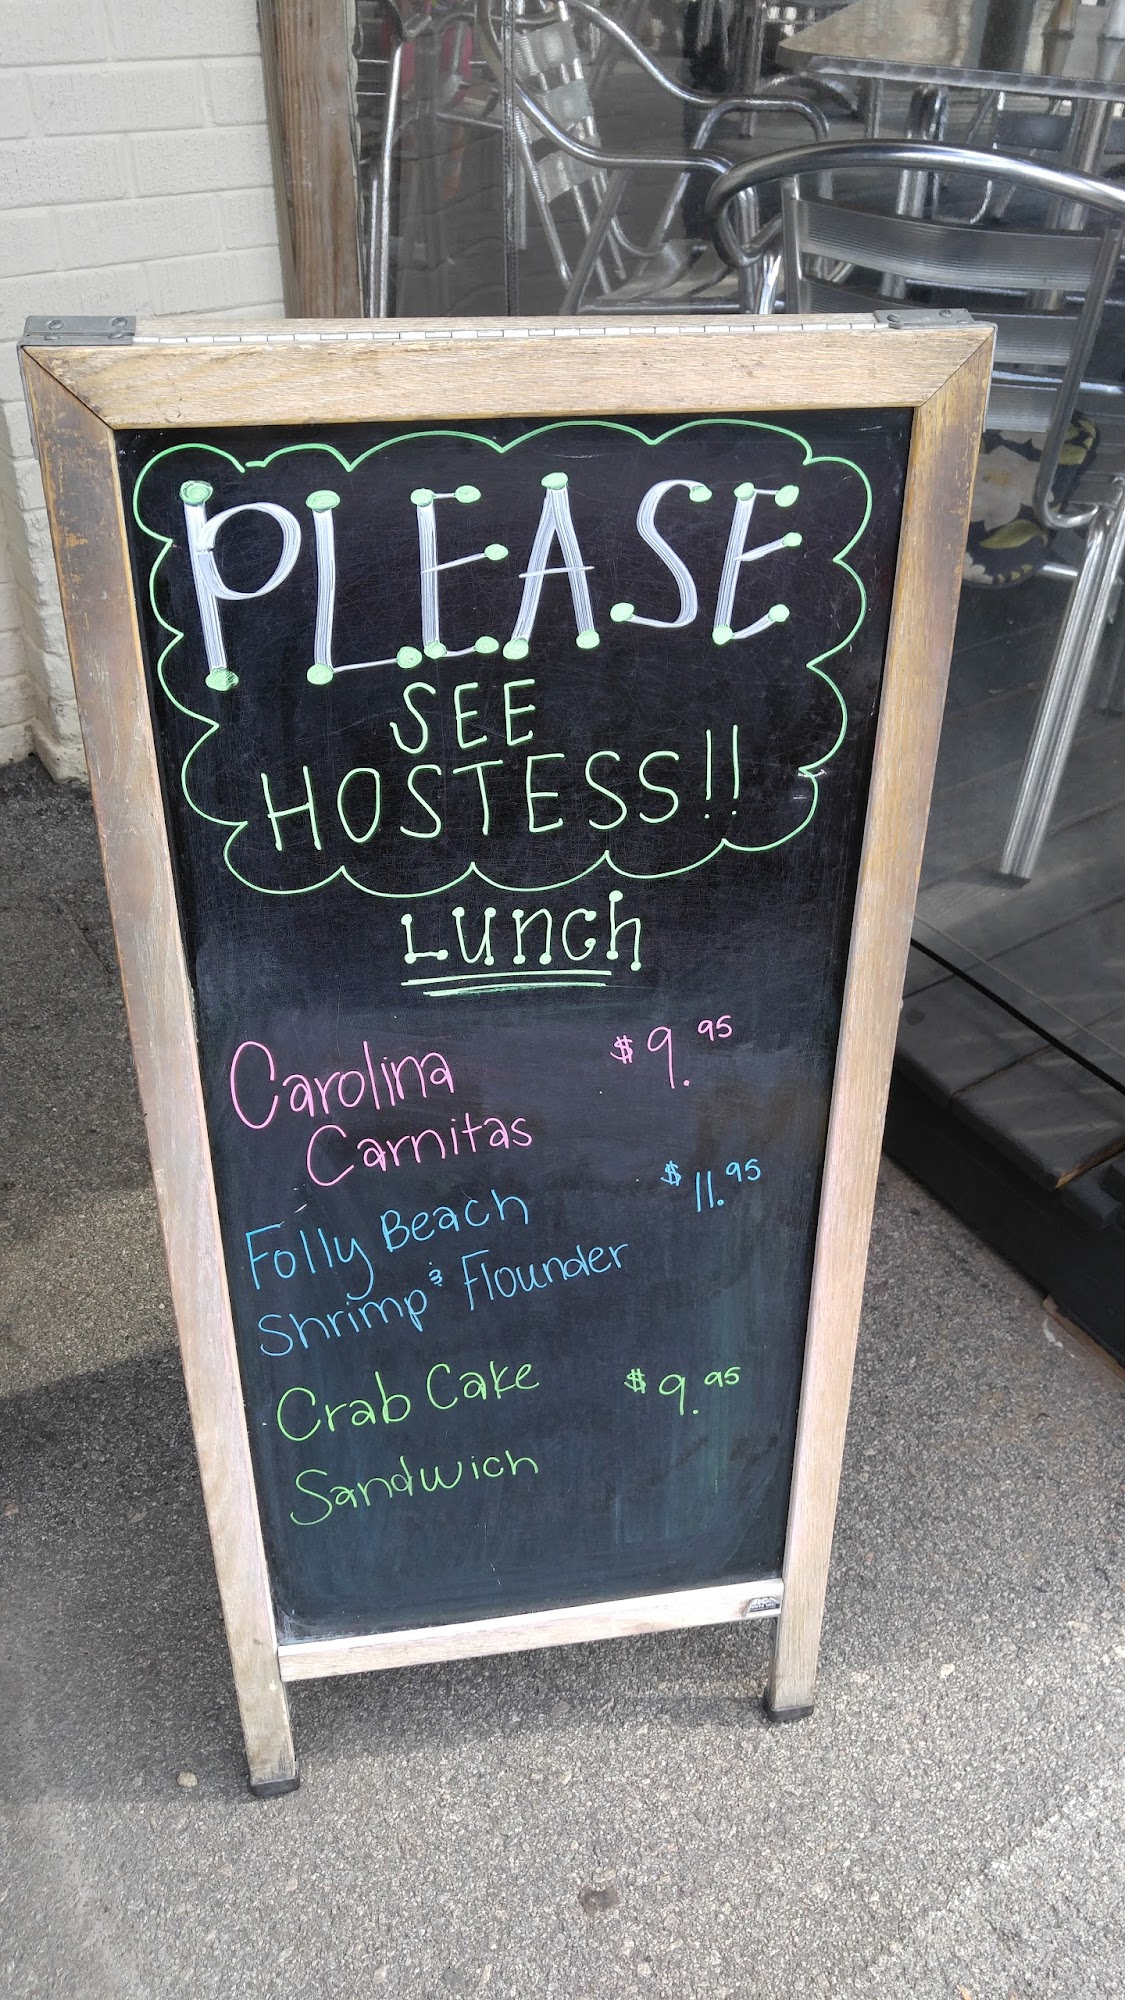 PLEASE
SEE
HOSTESS!!
Lunch
Carolina $9.95
Carnitas
Folly Beach $11.95
Shrimp & Flounder
Crab Cake $9.95
Sandwich